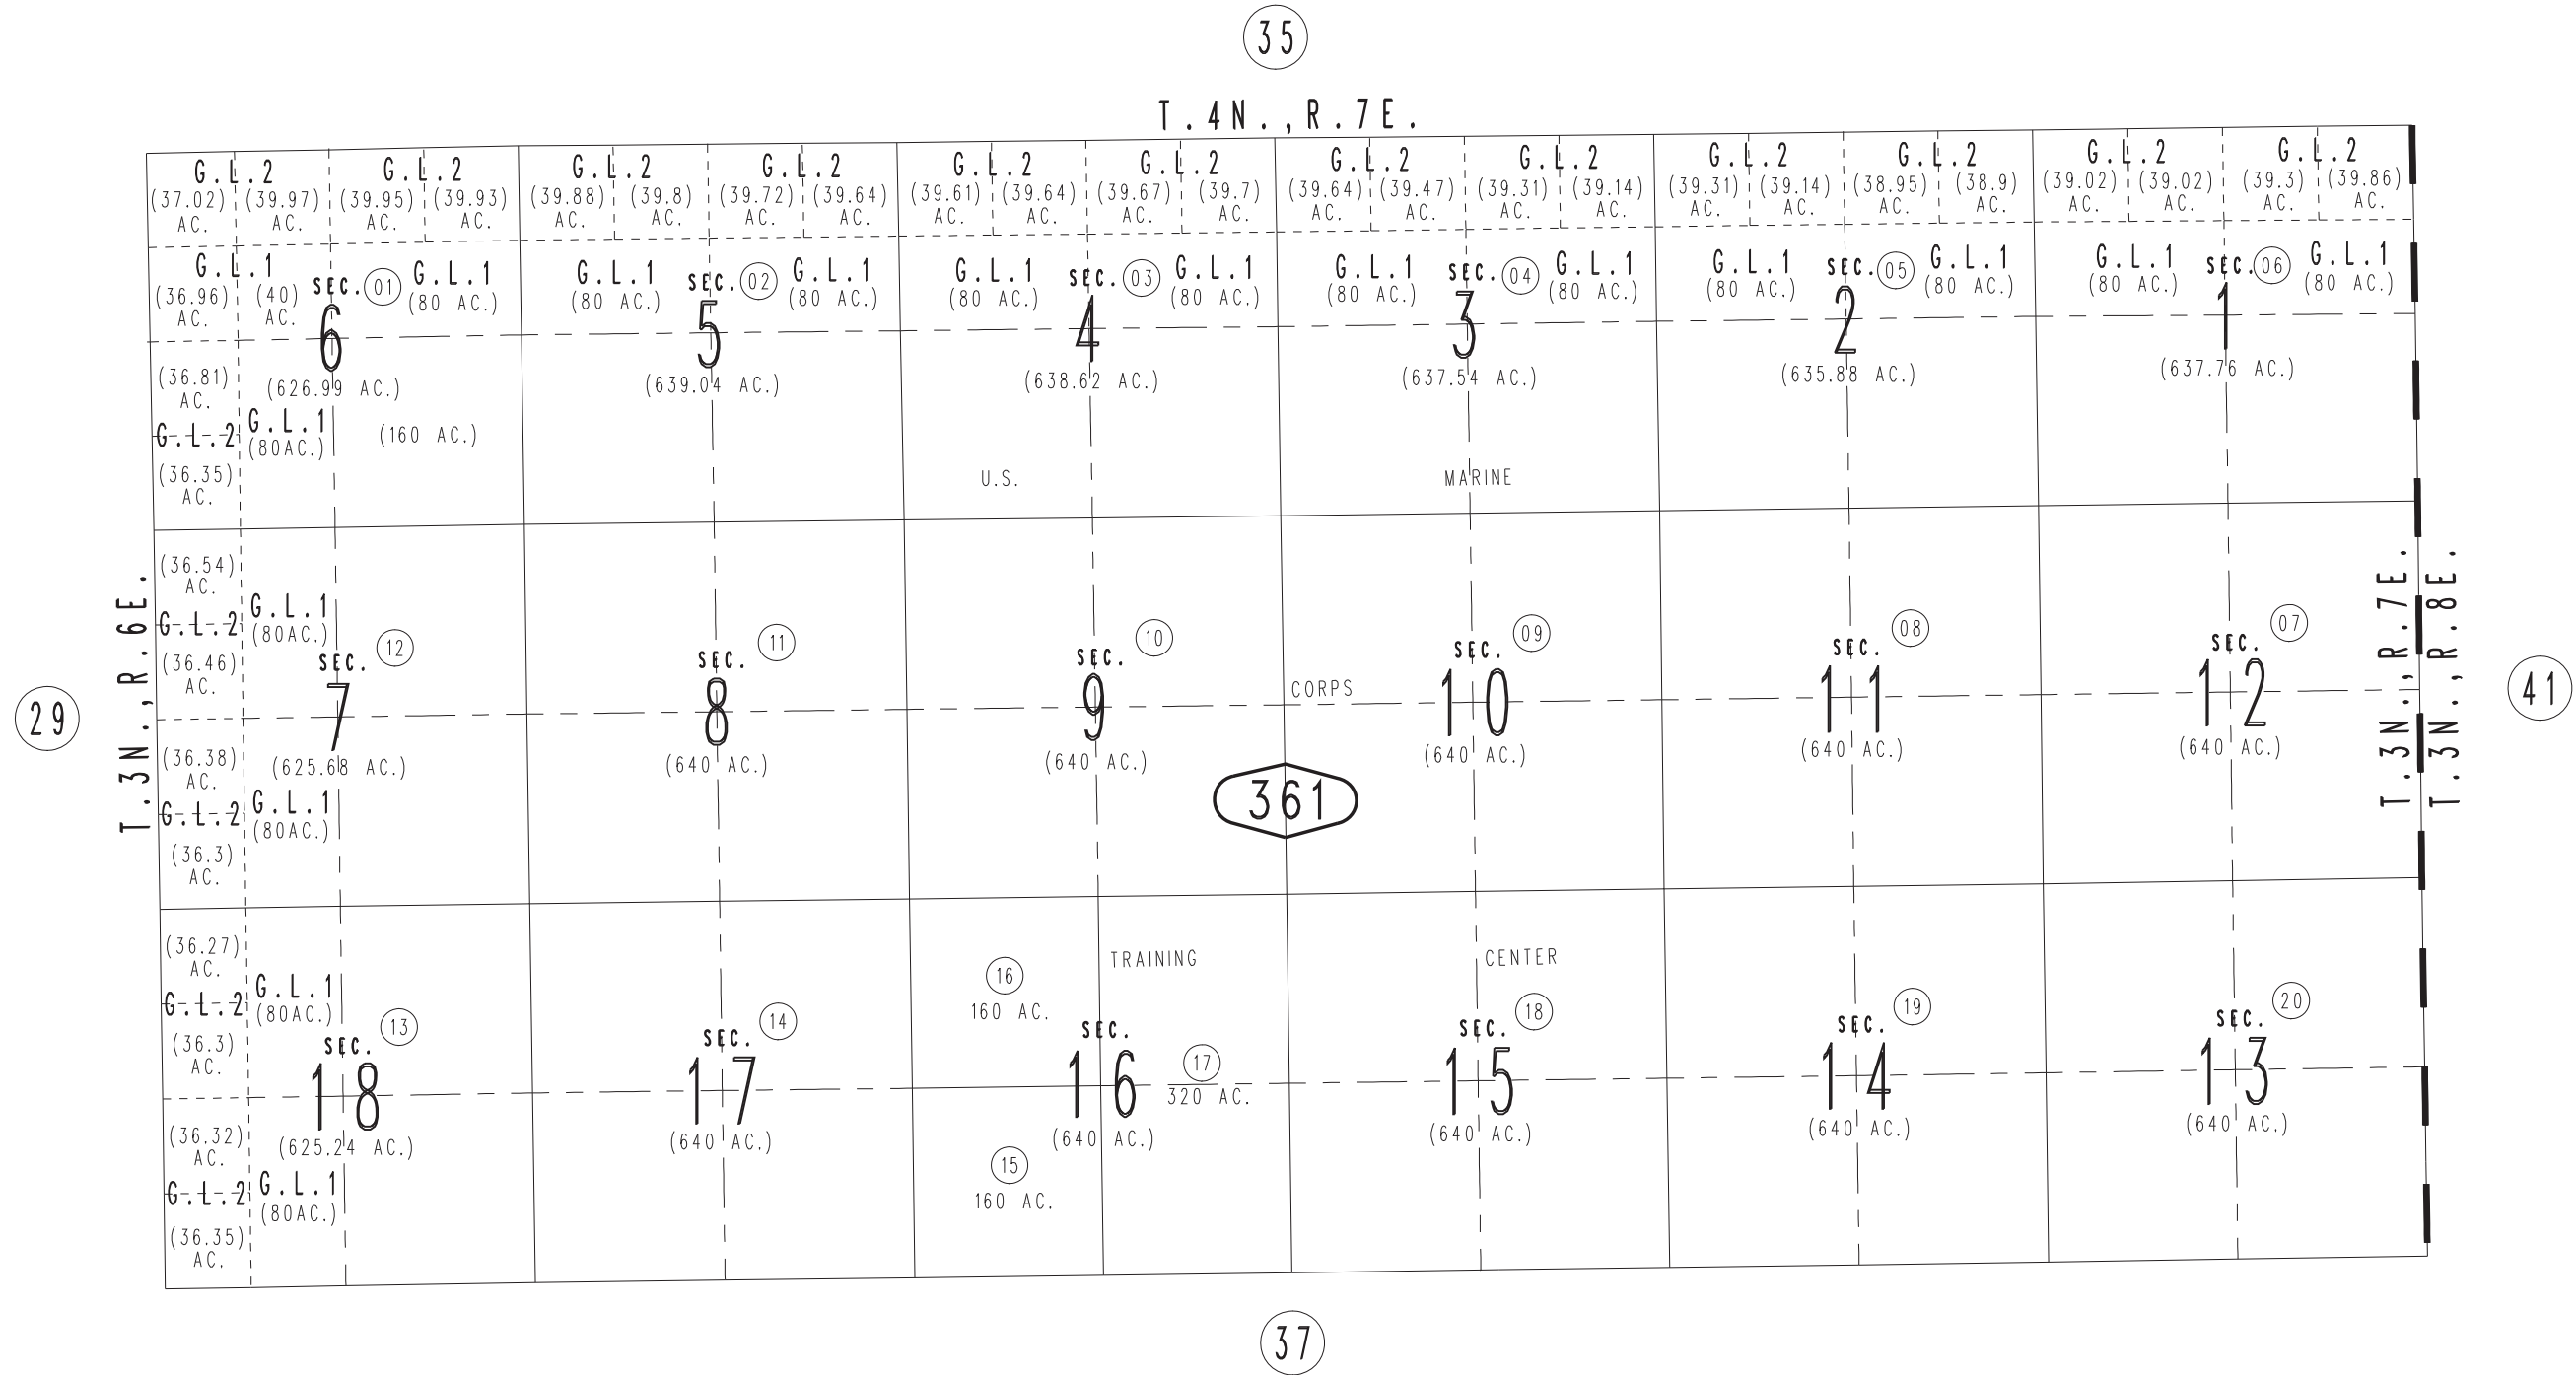 35
T.4N.,R.7E.
G.L.2 G.L.2 G.L.2 G.L.2 G.L.2 G.L.2 G.L.2 G.L.2 G.L.2 G.L.2 G.L.2 G.L.2
(37.02) (39.97) (39.95) (39.93) (39.88) (39.8) (39.72) (39.64) (39.61) (39.64) (39.67) (39.7) (39.64) (39.47) (39.31) (39.14) (39.31) (39.14) (38.95) (38.9) (39.02) (39.02) (39.3) (39.86)
AC. AC. AC. AC. AC. AC. AC. AC. AC. AC. AC. AC. AC. AC. AC. AC. AC. AC. AC. AC. AC. AC. AC. AC.
G.L.1 SEC. 01 G.L.1 G.L.1 SEC. 02 G.L.1 G.L.1 SEC. 03 G.L.1 G.L.1 SEC. 04 G.L.1 G.L.1 SEC. 05 G.L.1 G.L.1 SEC. 06 G.L.1
(36.96) (40) (80 AC.) (80 AC.) (80 AC.) (80 AC.) (80 AC.) (80 AC.) (80 AC.) (80 AC.) (80 AC.) (80 AC.) (80 AC.)
AC. AC.
6 5 4 3 2 1
(36.81) (626.99 AC.) (639.04 AC.) (638.62 AC.) (637.54 AC.) (635.88 AC.) (637.76 AC.)
AC.
G.L.1
G.L.2 (80AC.) (160 AC.)
(36.35) U.S. MARINE
AC.
(36.54)
AC.
G.L.1
G.L.2 (80AC.)
12 11 10 09 08 07
(36.46) SEC. SEC. SEC. SEC. SEC. SEC.
AC.
7 8 9 CORPS 10 11 12
29
T.3N.,R.6E.
T.3N.,R.7E.
T.3N.,R.8E.
41
(36.38) (625.68 AC.) (640 AC.) (640 AC.) (640 AC.) (640 AC.) (640 AC.)
AC.
G.L.1 361
G.L.2 (80AC.)
(36.3)
AC.
(36.27) TRAINING CENTER
AC.
G.L.1 16
G.L.2 (80AC.) 160 AC.
13 14 18 19 20
(36.3) SEC. SEC. SEC. SEC. SEC. SEC.
AC.
17
18 17 16 15 14 13
320 AC.
(36.32) (625.24 AC.) (640 AC.) (640 AC.) (640 AC.) (640 AC.) (640 AC.)
AC.
G.L.1 15
G.L.2 (80AC.) 160 AC.
(36.35)
AC.
37